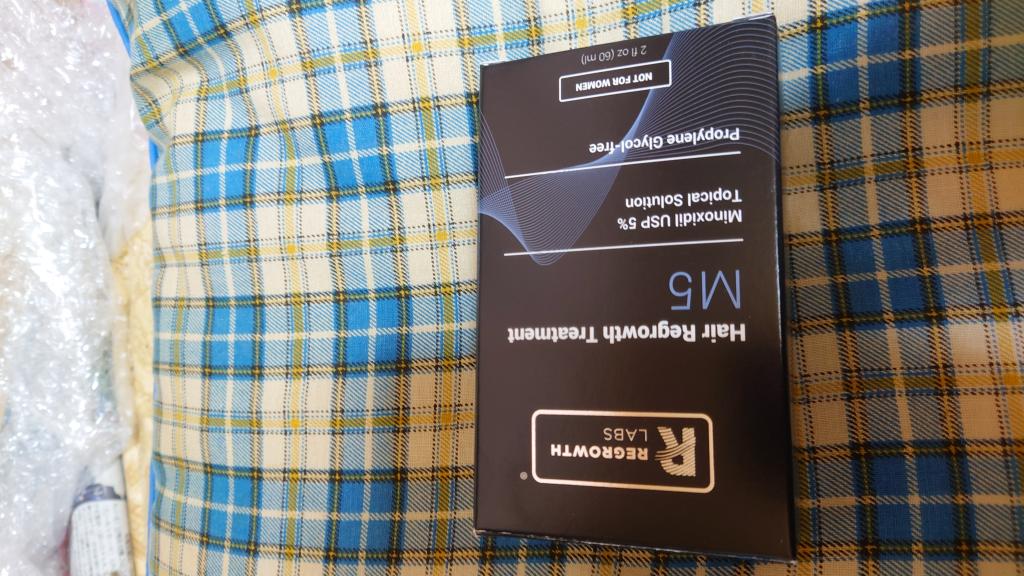 REGROWTH
LABS
®
Hair Regrowth Treatment
M5
Minoxidil USP 5%
Topical Solution
Propylene Glycol-free
NOT FOR WOMEN
2 fl oz (60 ml)